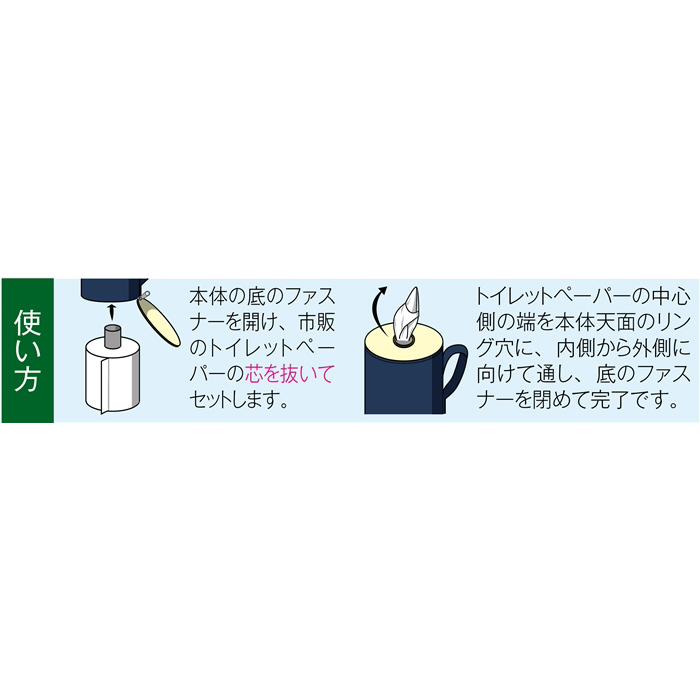 使い方
本体の底のファス
ナーを開け、市販
のトイレットペー
パーの芯を抜いて
セットします。
トイレットペーパーの中心
側の端を本体天面のリン
グ穴に、内側から外側に
向けて通し、底のファス
ナーを閉めて完了です。